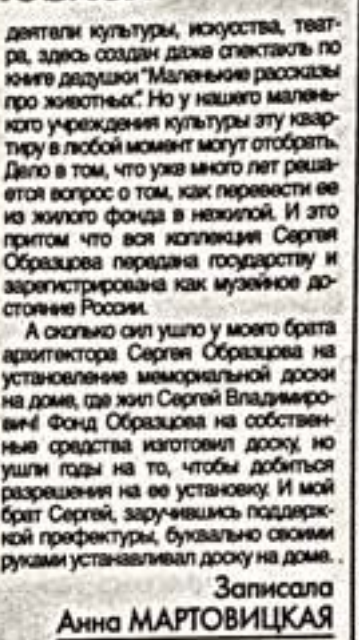 деятели культуры, искусства, теат-
ра, здесь создан даже спектакль по
книге дедушки "Маленькие рассказы
про животных". Но у нашего малень-
кого учреждения культуры эту квар-
тиру в любой момент могут отобрать.
Дело в том, что уже много лет реша-
ется вопрос о том, как перевести ее
из жилого фонда в нежилой. И это
притом что вся коллекция Сергея
Образцова передана государству и
зарегистрирована как музейное до-
стояние России.
А сколько сил ушло у моего брата
архитектора Сергея Образцова на
установление мемориальной доски
на доме, где жил Сергей Владимиро-
вич! Фонд Образцова на собствен-
ные средства изготовил доску, но
ушли годы на то, чтобы добиться
разрешения на ее установку. И мой
брат Сергей, заручившись поддерж-
кой префектуры, буквально своими
руками устанавливал доску на доме.
Записала
Анна МАРТОВИЦКАЯ